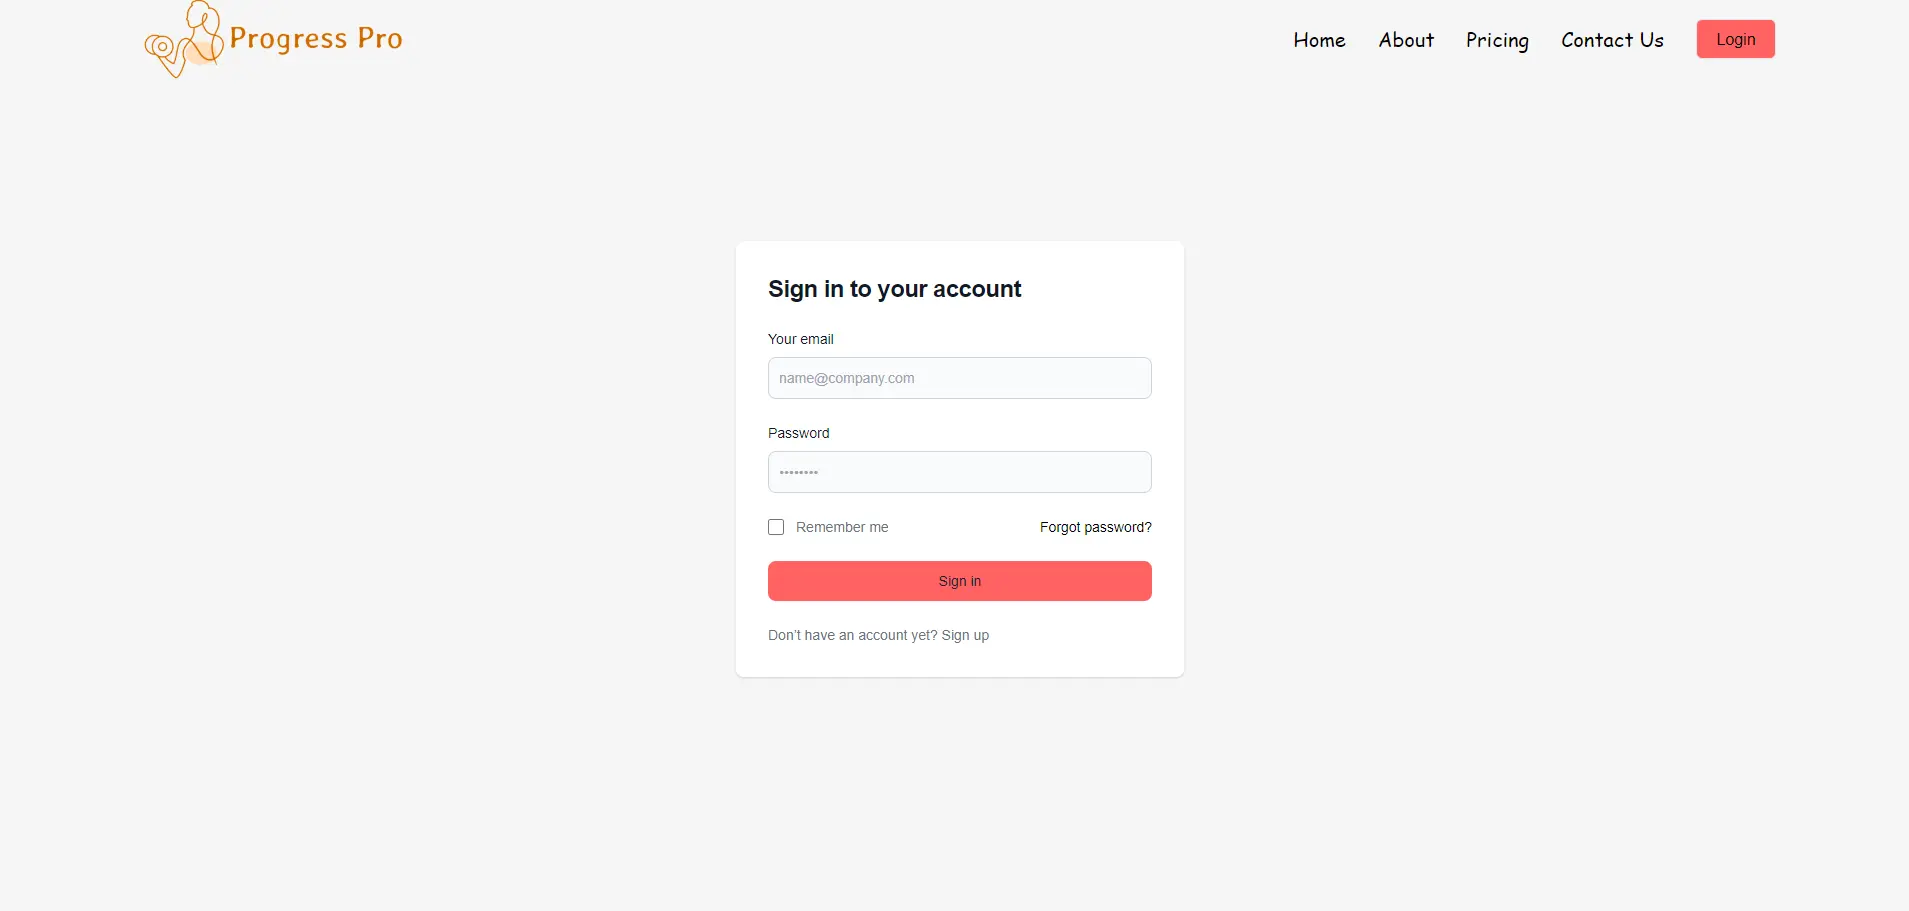 Progress Pro
Home About Pricing Contact Us Login
Sign in to your account
Your email
name@company.com
Password
••••••••
Remember me Forgot password?
Sign in
Don’t have an account yet? Sign up